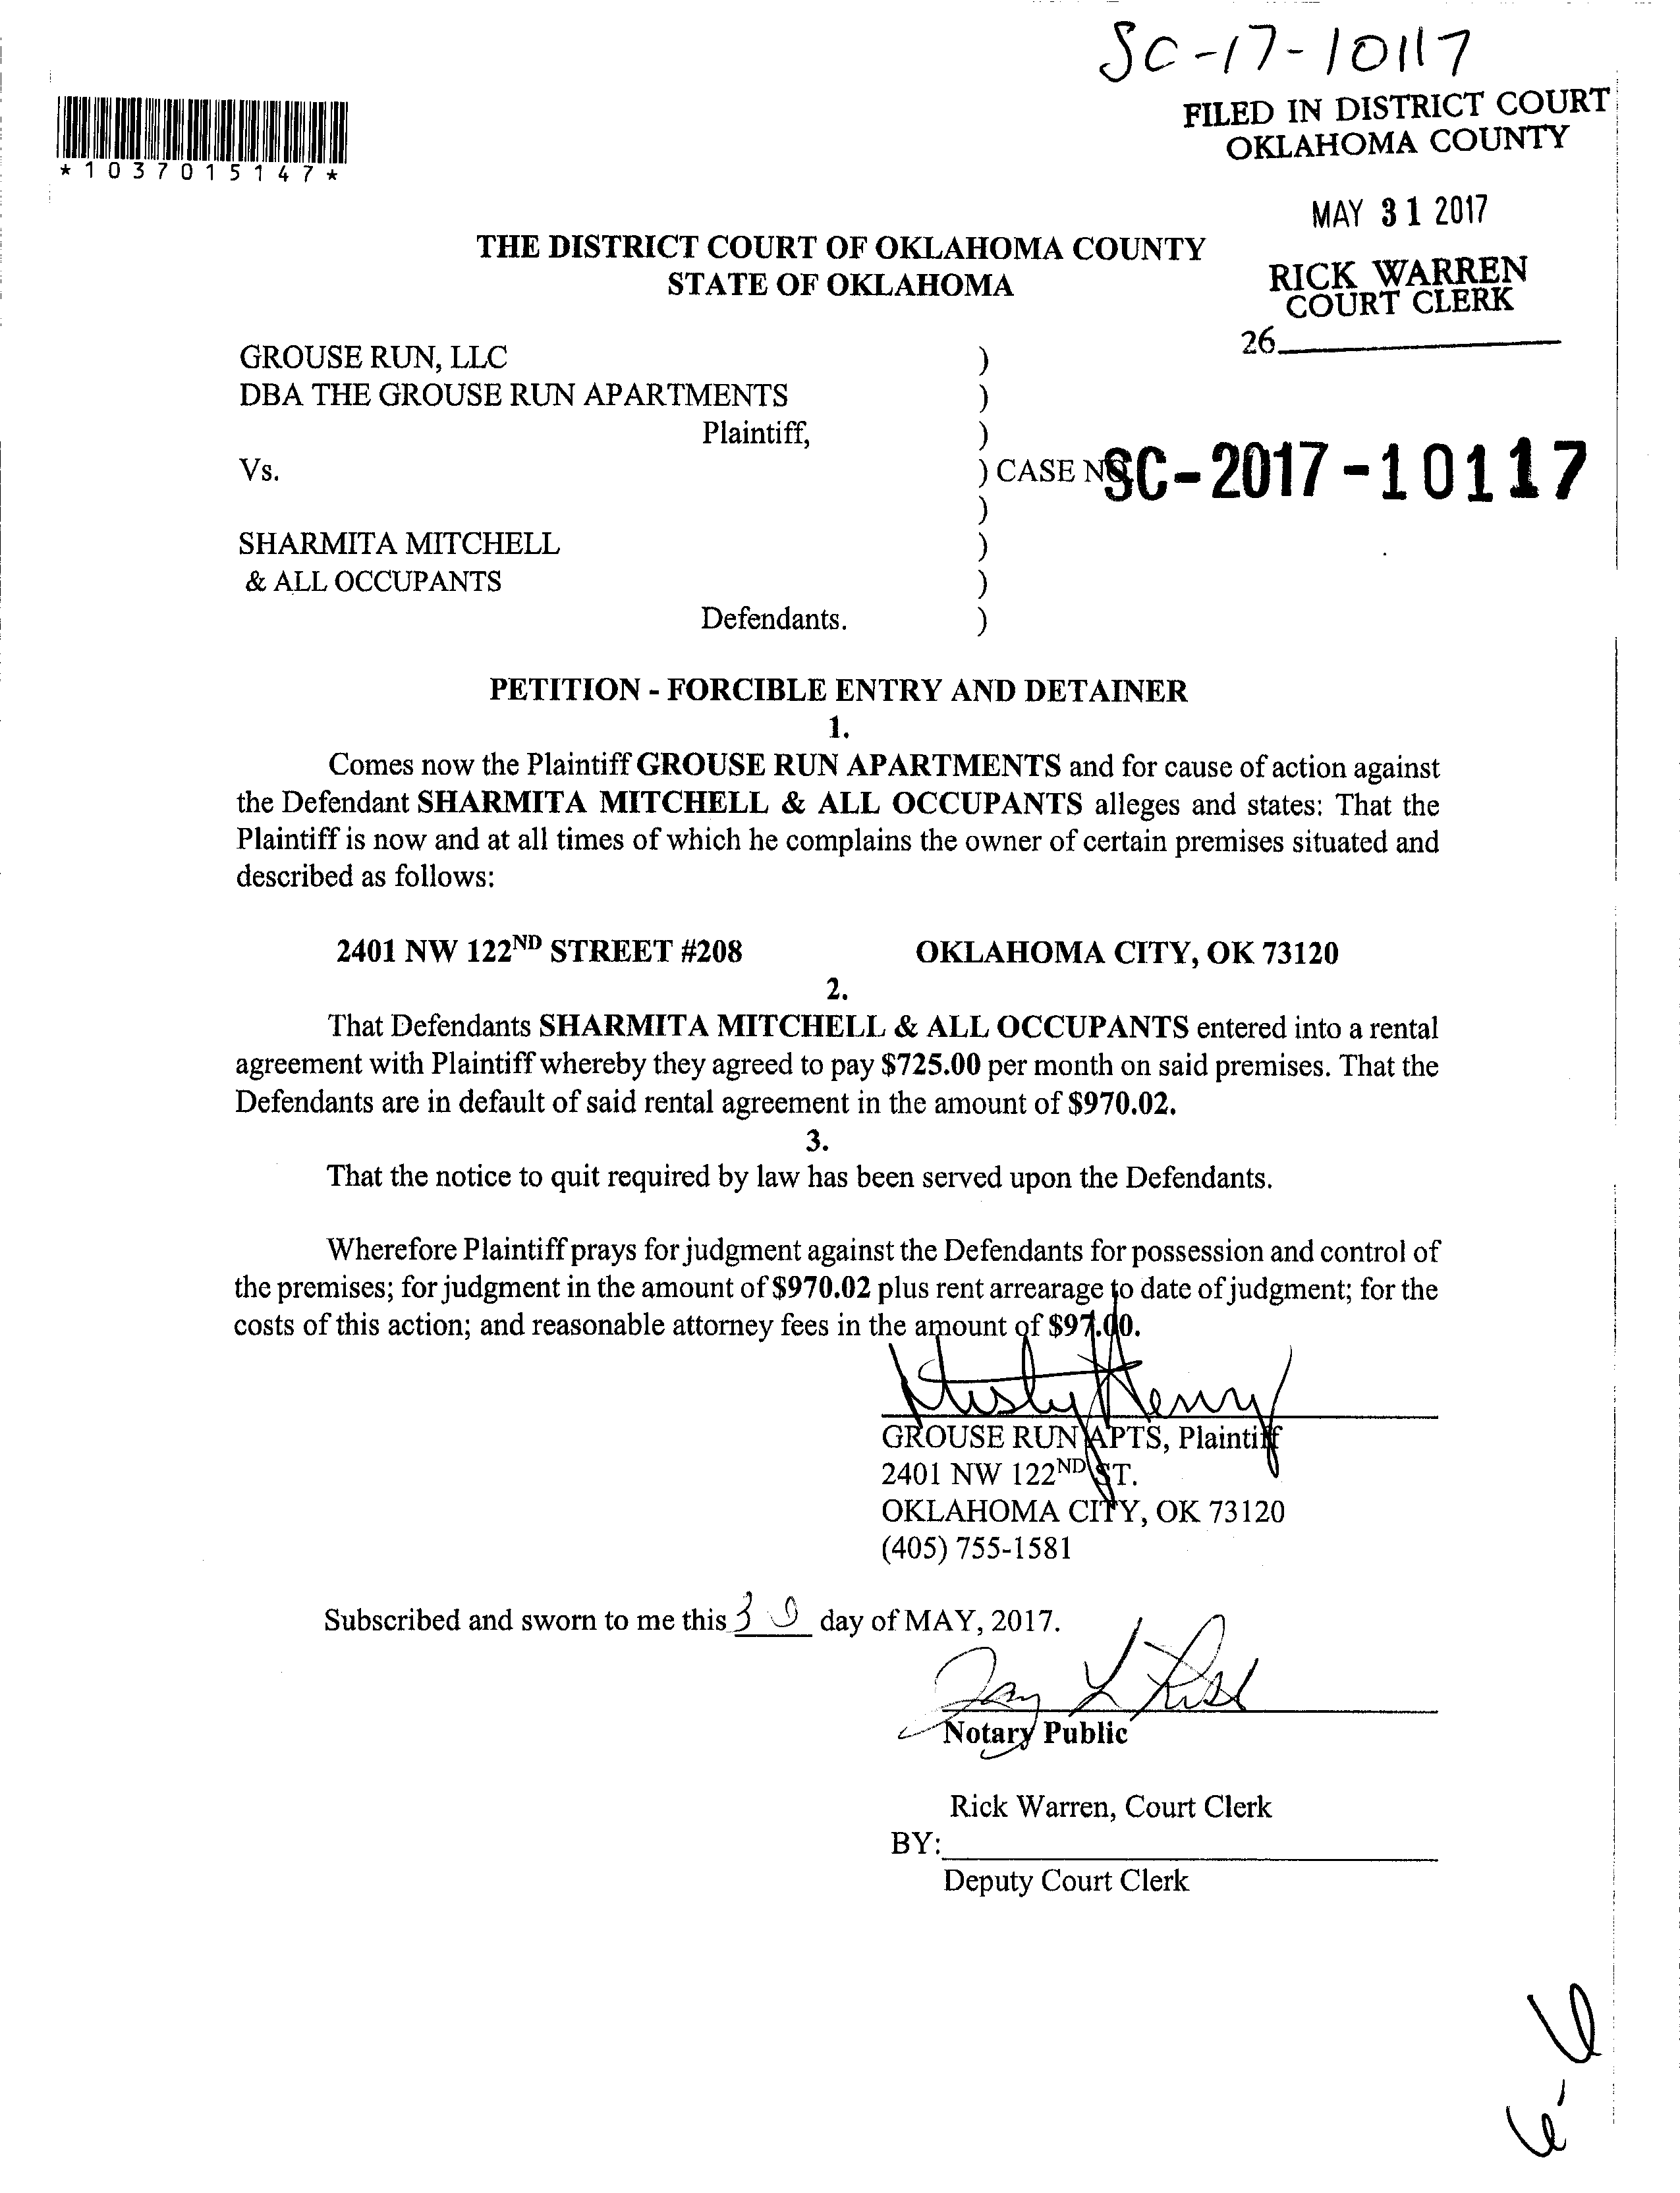 SC-17-10117
FILED IN DISTRICT COURT
OKLAHOMA COUNTY
*1037015147*
MAY 31 2017
RICK WARREN
COURT CLERK
26
THE DISTRICT COURT OF OKLAHOMA COUNTY
STATE OF OKLAHOMA
GROUSE RUN, LLC )
DBA THE GROUSE RUN APARTMENTS )
Plaintiff, )
Vs. ) CASE NO. SC-2017-10117
)
SHARMITA MITCHELL )
& ALL OCCUPANTS )
Defendants. )
PETITION - FORCIBLE ENTRY AND DETAINER
1.
Comes now the Plaintiff GROUSE RUN APARTMENTS and for cause of action against
the Defendant SHARMITA MITCHELL & ALL OCCUPANTS alleges and states: That the
Plaintiff is now and at all times of which he complains the owner of certain premises situated and
described as follows:
2401 NW 122ND STREET #208 OKLAHOMA CITY, OK 73120
2.
That Defendants SHARMITA MITCHELL & ALL OCCUPANTS entered into a rental
agreement with Plaintiff whereby they agreed to pay $725.00 per month on said premises. That the
Defendants are in default of said rental agreement in the amount of $970.02.
3.
That the notice to quit required by law has been served upon the Defendants.
Wherefore Plaintiff prays for judgment against the Defendants for possession and control of
the premises; for judgment in the amount of $970.02 plus rent arrearage to date of judgment; for the
costs of this action; and reasonable attorney fees in the amount of $97.00.
Misty Henry
GROUSE RUN APTS, Plaintiff
2401 NW 122ND ST.
OKLAHOMA CITY, OK 73120
(405) 755-1581
Subscribed and sworn to me this 30 day of MAY, 2017.
Notary Public
Rick Warren, Court Clerk
BY:
Deputy Court Clerk
6-6